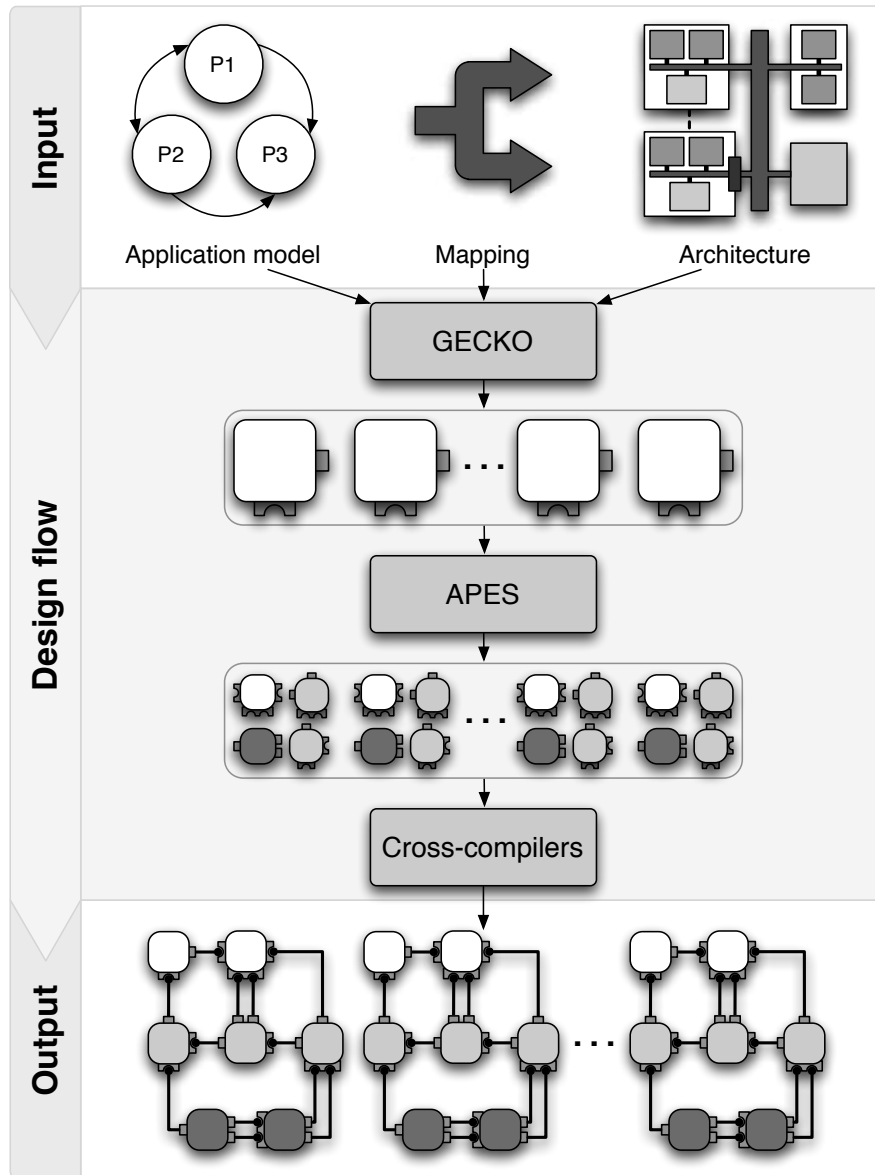 Input
P1
P2
P3
Application model
Mapping
Architecture
Design flow
GECKO
...
APES
...
Cross-compilers
Output
...